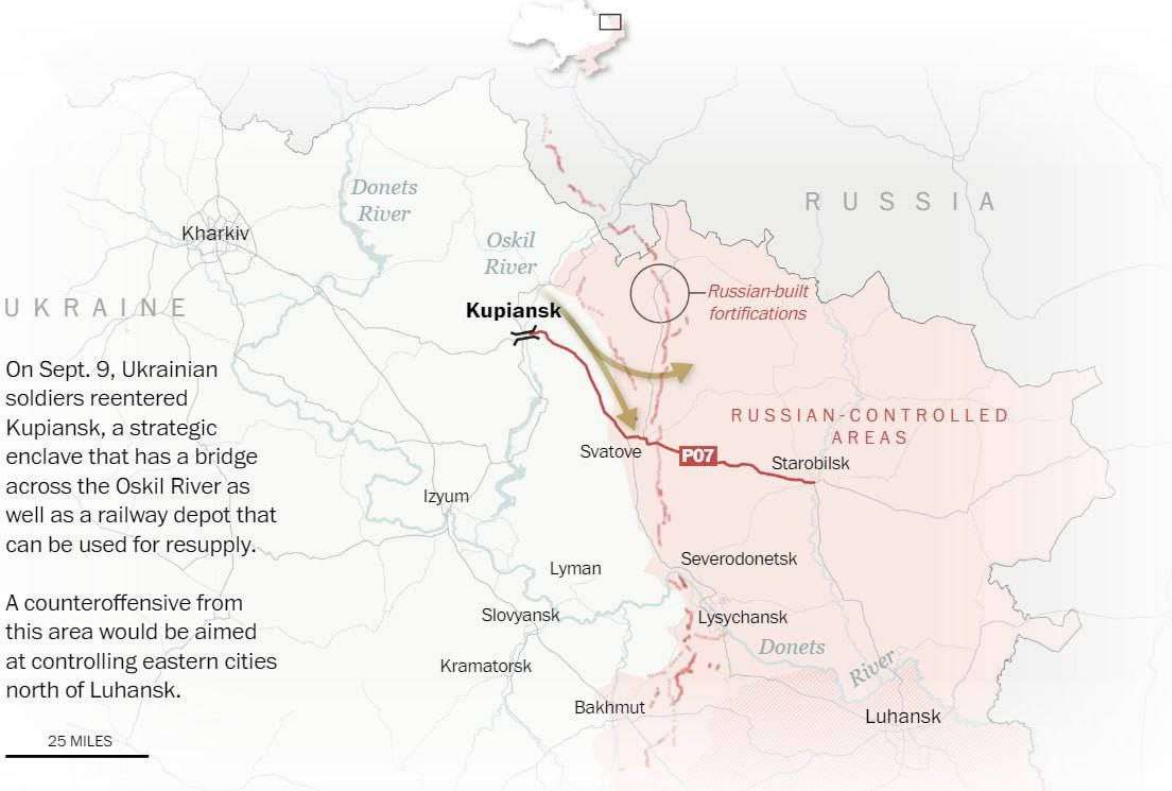 RUSSIA
Donets
River
Kharkiv
Oskil
River
UKRAINE
Kupiansk
Russian-built
fortifications
On Sept. 9, Ukrainian
soldiers reentered
Kupiansk, a strategic
enclave that has a bridge
across the Oskil River as
well as a railway depot that
can be used for resupply.
A counteroffensive from
this area would be aimed
at controlling eastern cities
north of Luhansk.
25 MILES
RUSSIAN-CONTROLLED
AREAS
Svatove
P07
Starobilsk
Izyum
Lyman
Severodonetsk
Slovyansk
Lysychansk
Donets
River
Kramatorsk
Bakhmut
Luhansk